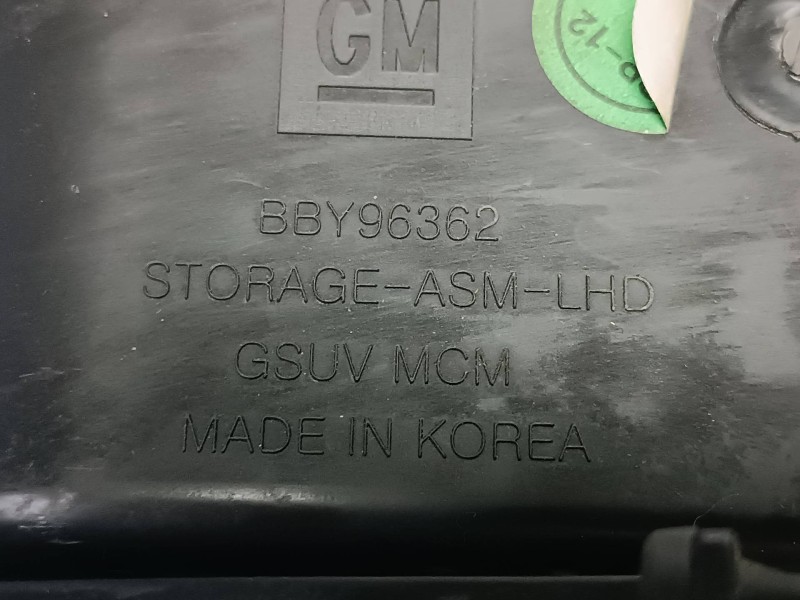 GM
BBY96362
STORAGE-ASM-LHD
GSUV MCM
MADE IN KOREA